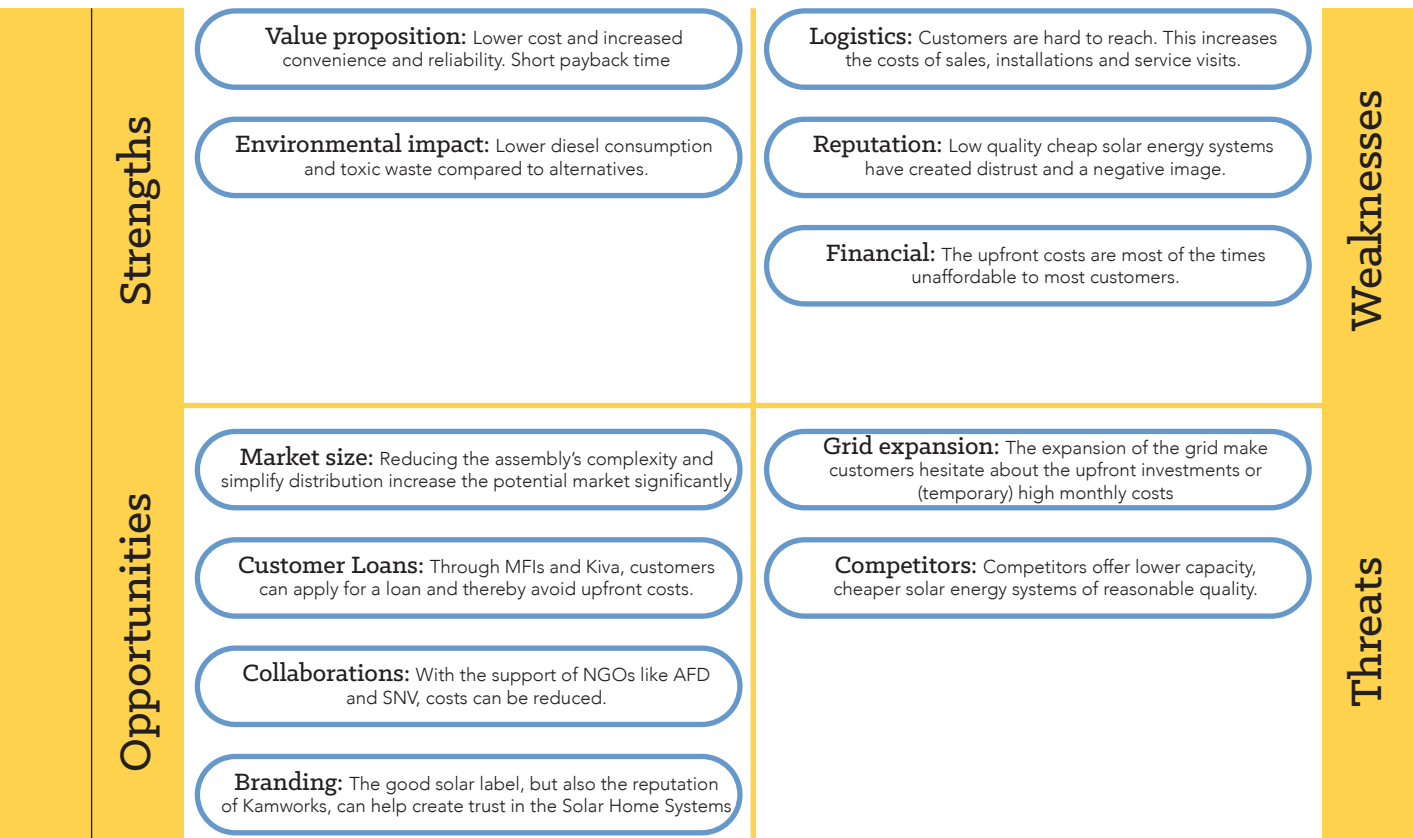 Strengths
Value proposition: Lower cost and increased
convenience and reliability. Short payback time
Environmental impact: Lower diesel consumption
and toxic waste compared to alternatives.
Weaknesses
Logistics: Customers are hard to reach. This increases
the costs of sales, installations and service visits.
Reputation: Low quality cheap solar energy systems
have created distrust and a negative image.
Financial: The upfront costs are most of the times
unaffordable to most customers.
Opportunities
Market size: Reducing the assembly’s complexity and
simplify distribution increase the potential market significantly
Customer Loans: Through MFIs and Kiva, customers
can apply for a loan and thereby avoid upfront costs.
Collaborations: With the support of NGOs like AFD
and SNV, costs can be reduced.
Branding: The good solar label, but also the reputation
of Kamworks, can help create trust in the Solar Home Systems
Threats
Grid expansion: The expansion of the grid make
customers hesitate about the upfront investments or
(temporary) high monthly costs
Competitors: Competitors offer lower capacity,
cheaper solar energy systems of reasonable quality.